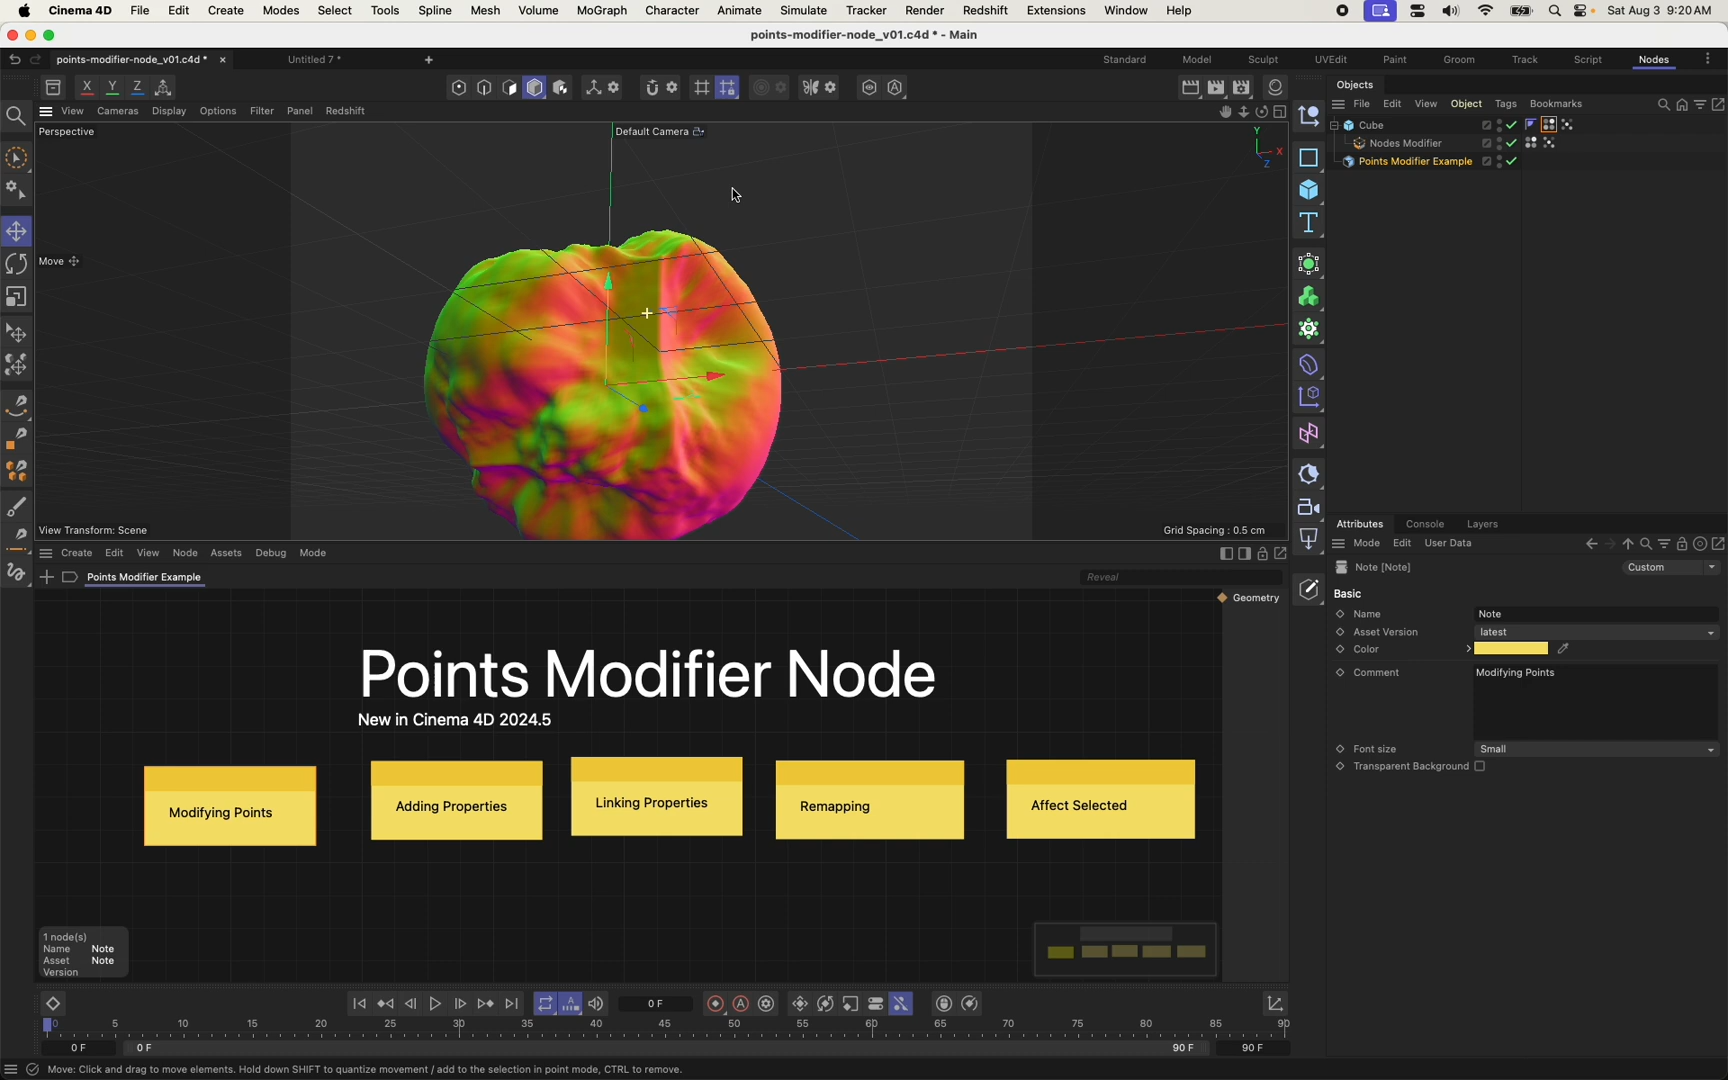 Cinema 4D File Edit Create Modes Select Tools Spline Mesh Volume MoGraph Character Animate Simulate Tracker Render Redshift Extensions Window Help Sat Aug 3 9:20 AM
points-modifier-node_v01.c4d * - Main
points-modifier-node_v01.c4d * × Untitled 7 * + Standard Model Sculpt UVEdit Paint Groom Track Script Nodes
X Y Z
Objects
View Cameras Display Options Filter Panel Redshift
File Edit View Object Tags Bookmarks
Perspective
Default Camera
Y
X
Z
Cube
Nodes Modifier
Points Modifier Example
Move
View Transform: Scene
Grid Spacing : 0.5 cm
Attributes Console Layers
Mode Edit User Data
Note [Note]
Custom
Basic
Name Note
Asset Version latest
Color
Comment Modifying Points
Font size Small
Transparent Background
Create Edit View Node Assets Debug Mode
Points Modifier Example
Reveal
Geometry
Points Modifier Node
New in Cinema 4D 2024.5
Modifying Points
Adding Properties
Linking Properties
Remapping
Affect Selected
1 node(s)
Name Note
Asset Note
Version
0 F
0 5 10 15 20 25 30 35 40 45 50 55 60 65 70 75 80 85 90
0 F 0 F 90 F 90 F
Move: Click and drag to move elements. Hold down SHIFT to quantize movement / add to the selection in point mode, CTRL to remove.